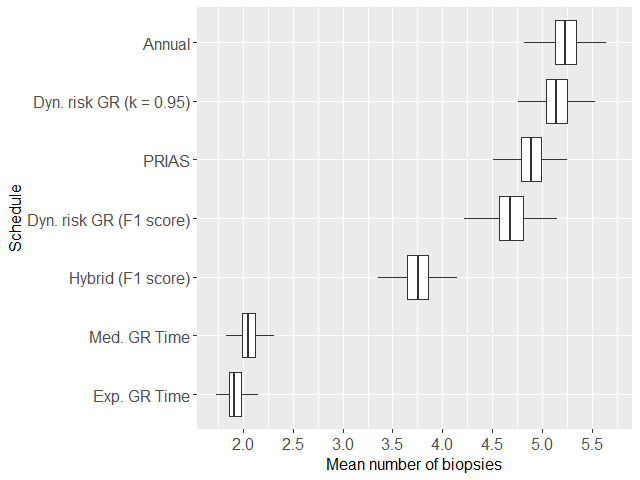 Schedule
Annual
Dyn. risk GR (k = 0.95)
PRIAS
Dyn. risk GR (F1 score)
Hybrid (F1 score)
Med. GR Time
Exp. GR Time
2.0 2.5 3.0 3.5 4.0 4.5 5.0 5.5
Mean number of biopsies